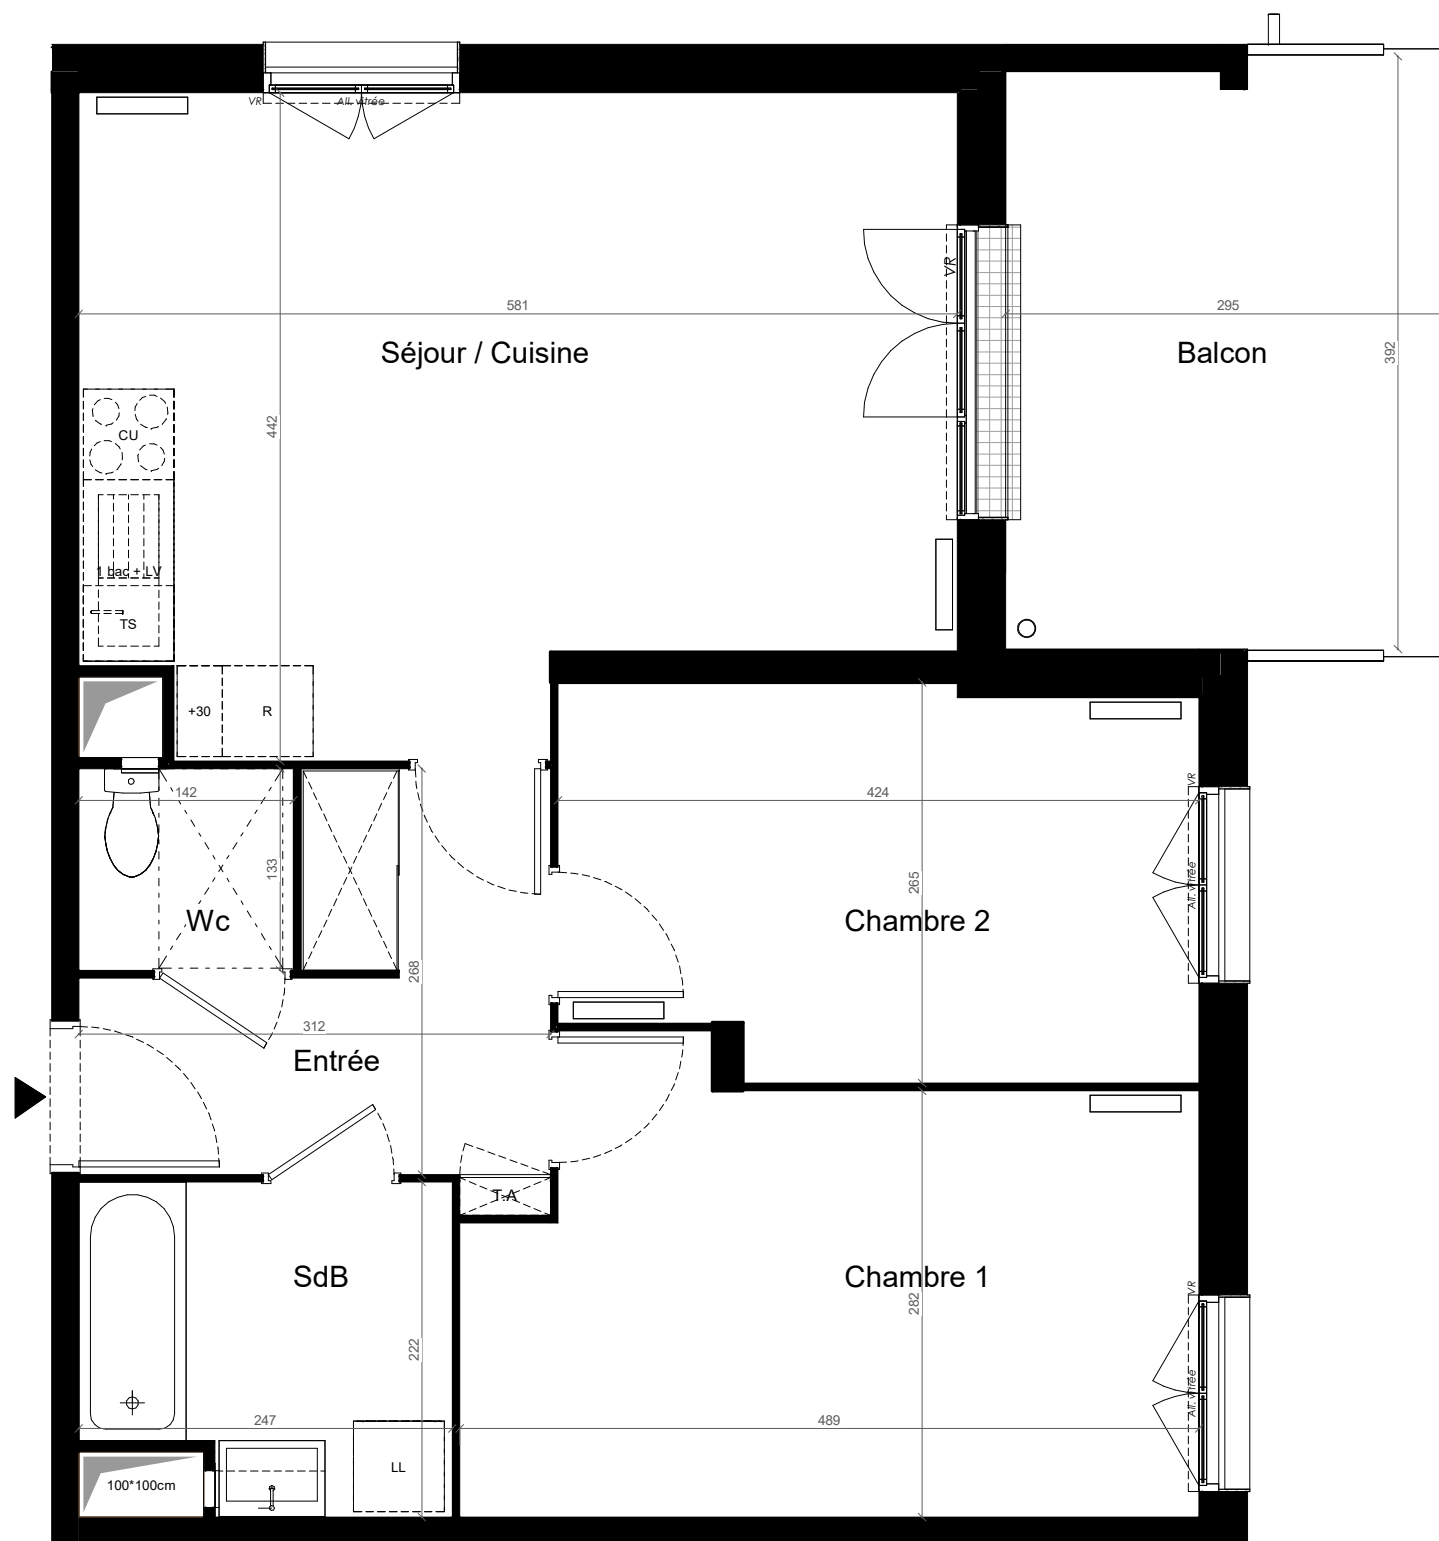 VR
All. vitrée
VR
581
295
Séjour / Cuisine
Balcon
392
442
CU
1 bac + LV
TS
+30
R
142
424
VR
133
265
All. vitrée
Wc
Chambre 2
268
312
Entrée
T.A
SdB
Chambre 1
282
VR
222
All. vitrée
247
489
LL
100*100cm